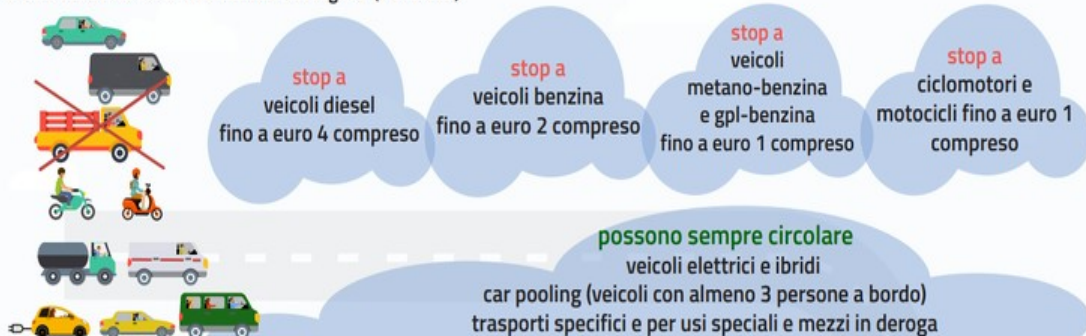 stop a
veicoli diesel
fino a euro 4 compreso
stop a
veicoli benzina
fino a euro 2 compreso
stop a
veicoli
metano-benzina
e gpl-benzina
fino a euro 1 compreso
stop a
ciclomotori e
motocicli fino a euro 1
compreso
possono sempre circolare
veicoli elettrici e ibridi
car pooling (veicoli con almeno 3 persone a bordo)
trasporti specifici e per usi speciali e mezzi in deroga